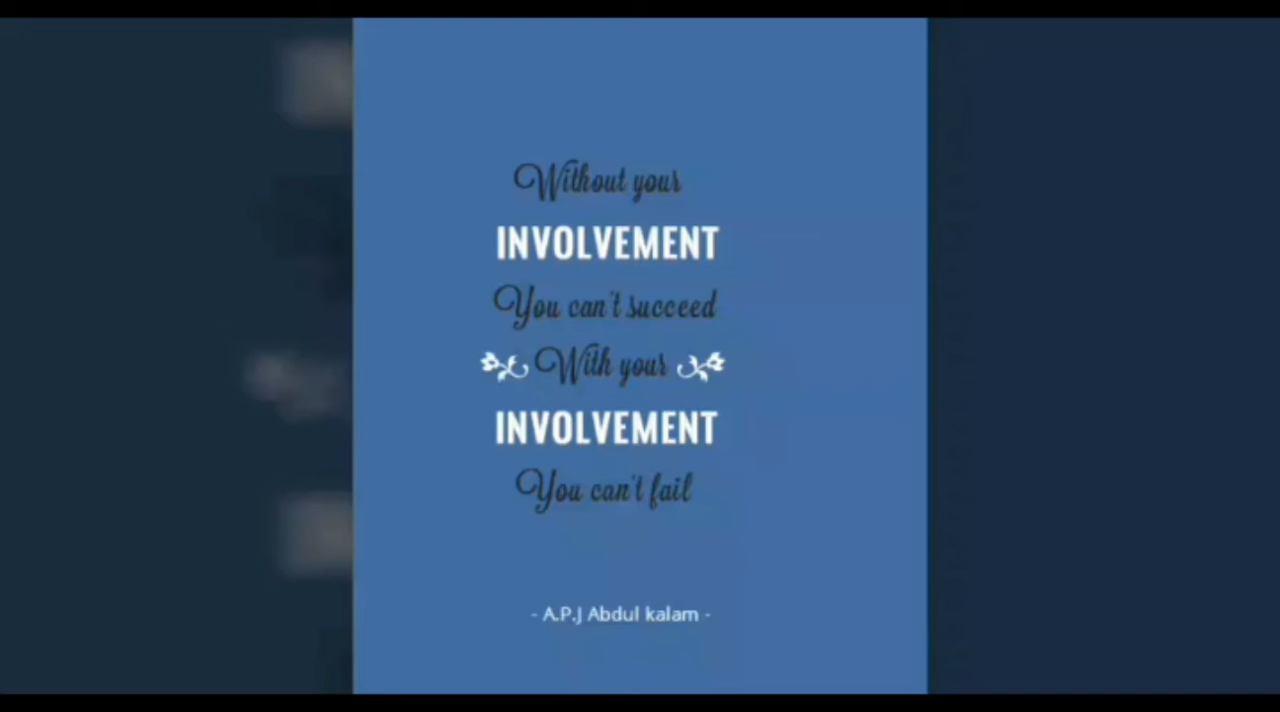 Without your
INVOLVEMENT
You can't succeed
With your
INVOLVEMENT
You can't fail
- A.P.J Abdul kalam -